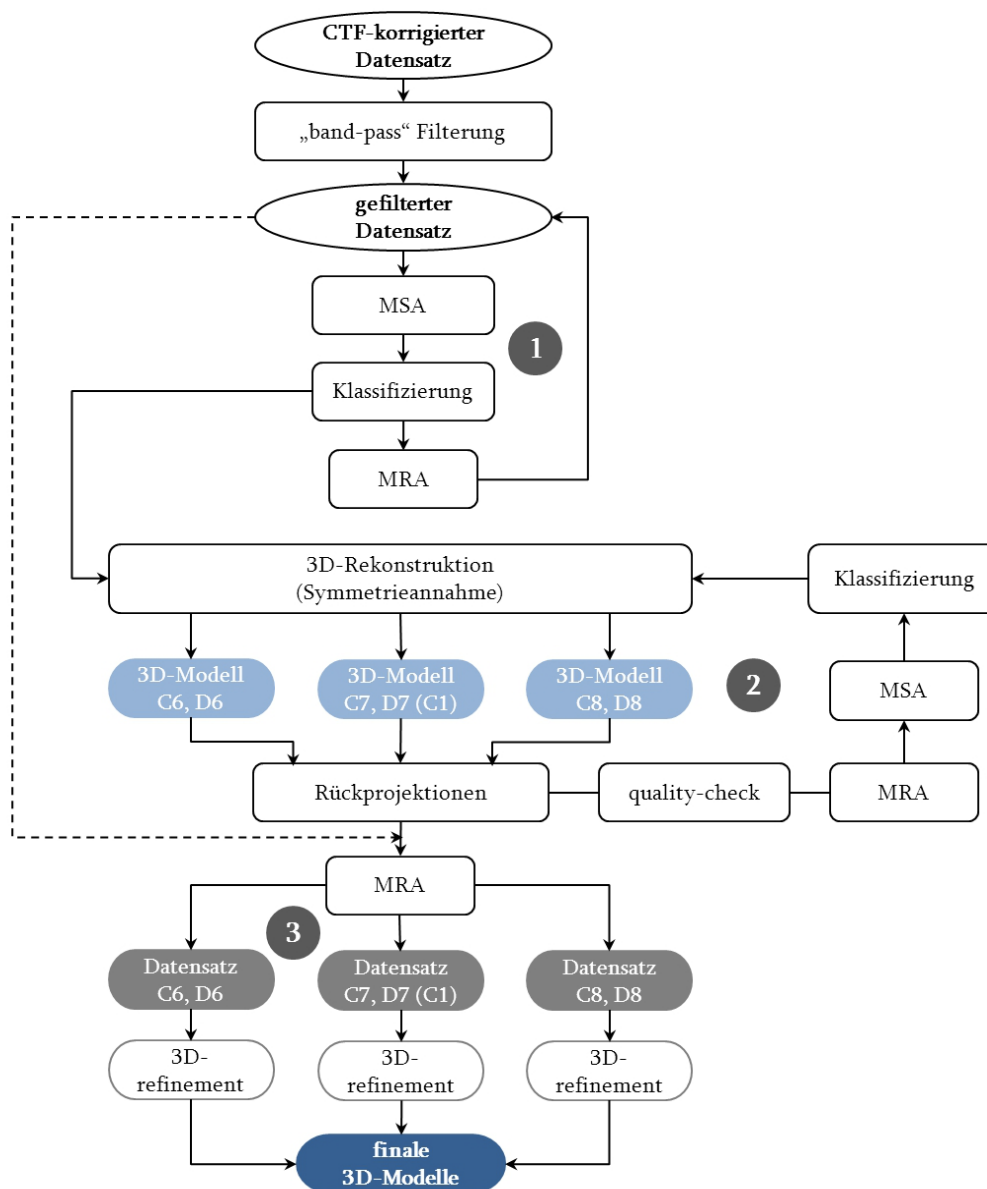 CTF-korrigierter
Datensatz
„band-pass“ Filterung
gefilterter
Datensatz
MSA
1
Klassifizierung
MRA
3D-Rekonstruktion
(Symmetrieannahme)
Klassifizierung
3D-Modell
C6, D6
3D-Modell
C7, D7 (C1)
3D-Modell
C8, D8
2
MSA
Rückprojektionen
quality-check
MRA
MRA
3
Datensatz
C6, D6
Datensatz
C7, D7 (C1)
Datensatz
C8, D8
3D-
refinement
3D-
refinement
3D-
refinement
finale
3D-Modelle